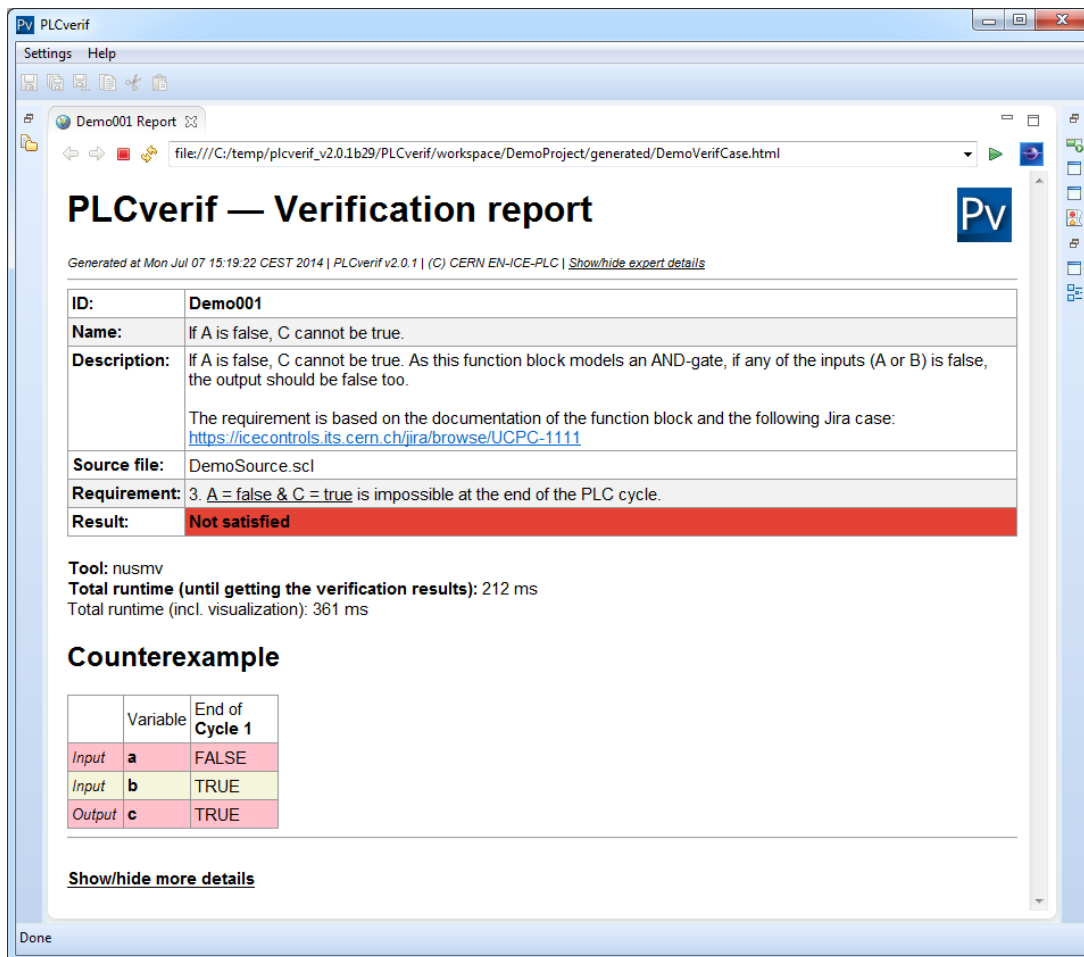 Pv PLCverif
Settings Help
Demo001 Report
file:///C:/temp/plcverif_v2.0.1b29/PLCverif/workspace/DemoProject/generated/DemoVerifCase.html
PLCverif — Verification report
Pv
Generated at Mon Jul 07 15:19:22 CEST 2014 | PLCverif v2.0.1 | (C) CERN EN-ICE-PLC | Show/hide expert details
ID: Demo001
Name: If A is false, C cannot be true.
Description: If A is false, C cannot be true. As this function block models an AND-gate, if any of the inputs (A or B) is false,
the output should be false too.
The requirement is based on the documentation of the function block and the following Jira case:
https://icecontrols.its.cern.ch/jira/browse/UCPC-1111
Source file: DemoSource.scl
Requirement: 3. A = false & C = true is impossible at the end of the PLC cycle.
Result: Not satisfied
Tool: nusmv
Total runtime (until getting the verification results): 212 ms
Total runtime (incl. visualization): 361 ms
Counterexample
Variable End of
Cycle 1
Input a FALSE
Input b TRUE
Output c TRUE
Show/hide more details
Done